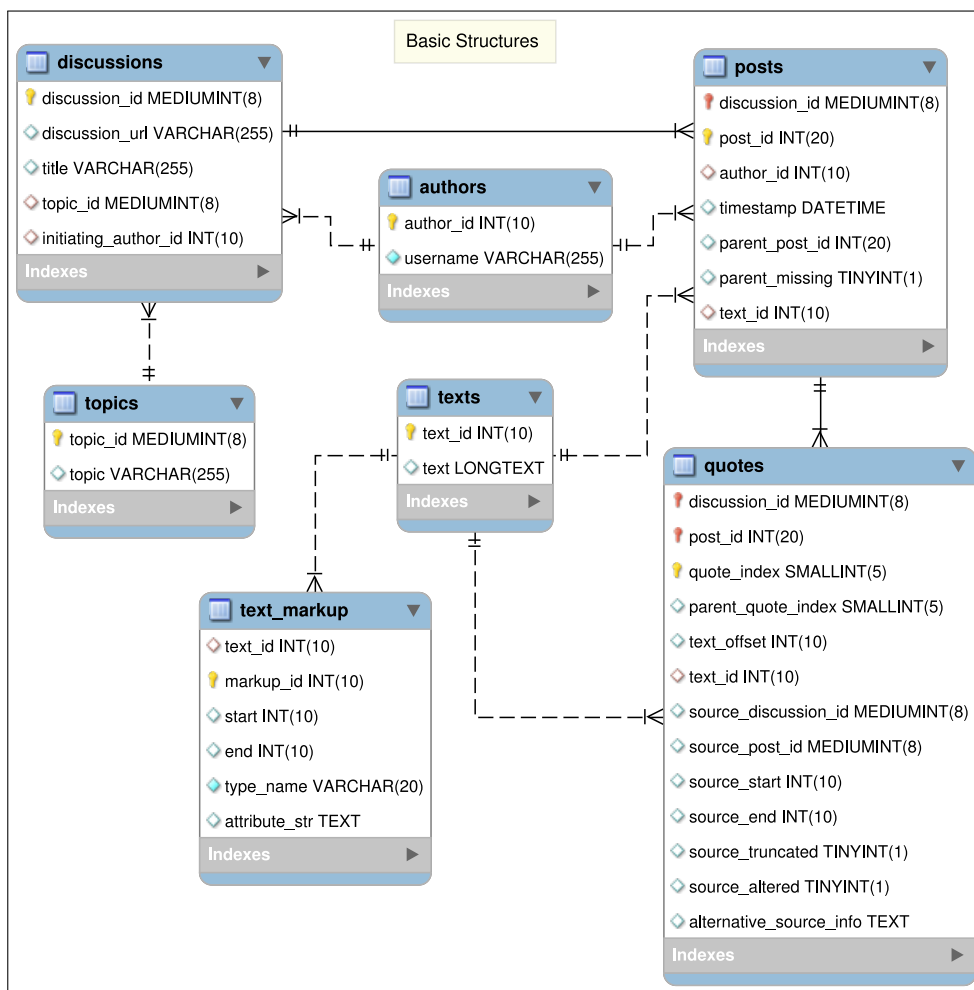 Basic Structures
discussions
discussion_id MEDIUMINT(8)
discussion_url VARCHAR(255)
title VARCHAR(255)
topic_id MEDIUMINT(8)
initiating_author_id INT(10)
Indexes
posts
discussion_id MEDIUMINT(8)
post_id INT(20)
author_id INT(10)
timestamp DATETIME
parent_post_id INT(20)
parent_missing TINYINT(1)
text_id INT(10)
Indexes
authors
author_id INT(10)
username VARCHAR(255)
Indexes
topics
topic_id MEDIUMINT(8)
topic VARCHAR(255)
Indexes
texts
text_id INT(10)
text LONGTEXT
Indexes
quotes
discussion_id MEDIUMINT(8)
post_id INT(20)
quote_index SMALLINT(5)
parent_quote_index SMALLINT(5)
text_offset INT(10)
text_id INT(10)
source_discussion_id MEDIUMINT(8)
source_post_id MEDIUMINT(8)
source_start INT(10)
source_end INT(10)
source_truncated TINYINT(1)
source_altered TINYINT(1)
alternative_source_info TEXT
Indexes
text_markup
text_id INT(10)
markup_id INT(10)
start INT(10)
end INT(10)
type_name VARCHAR(20)
attribute_str TEXT
Indexes